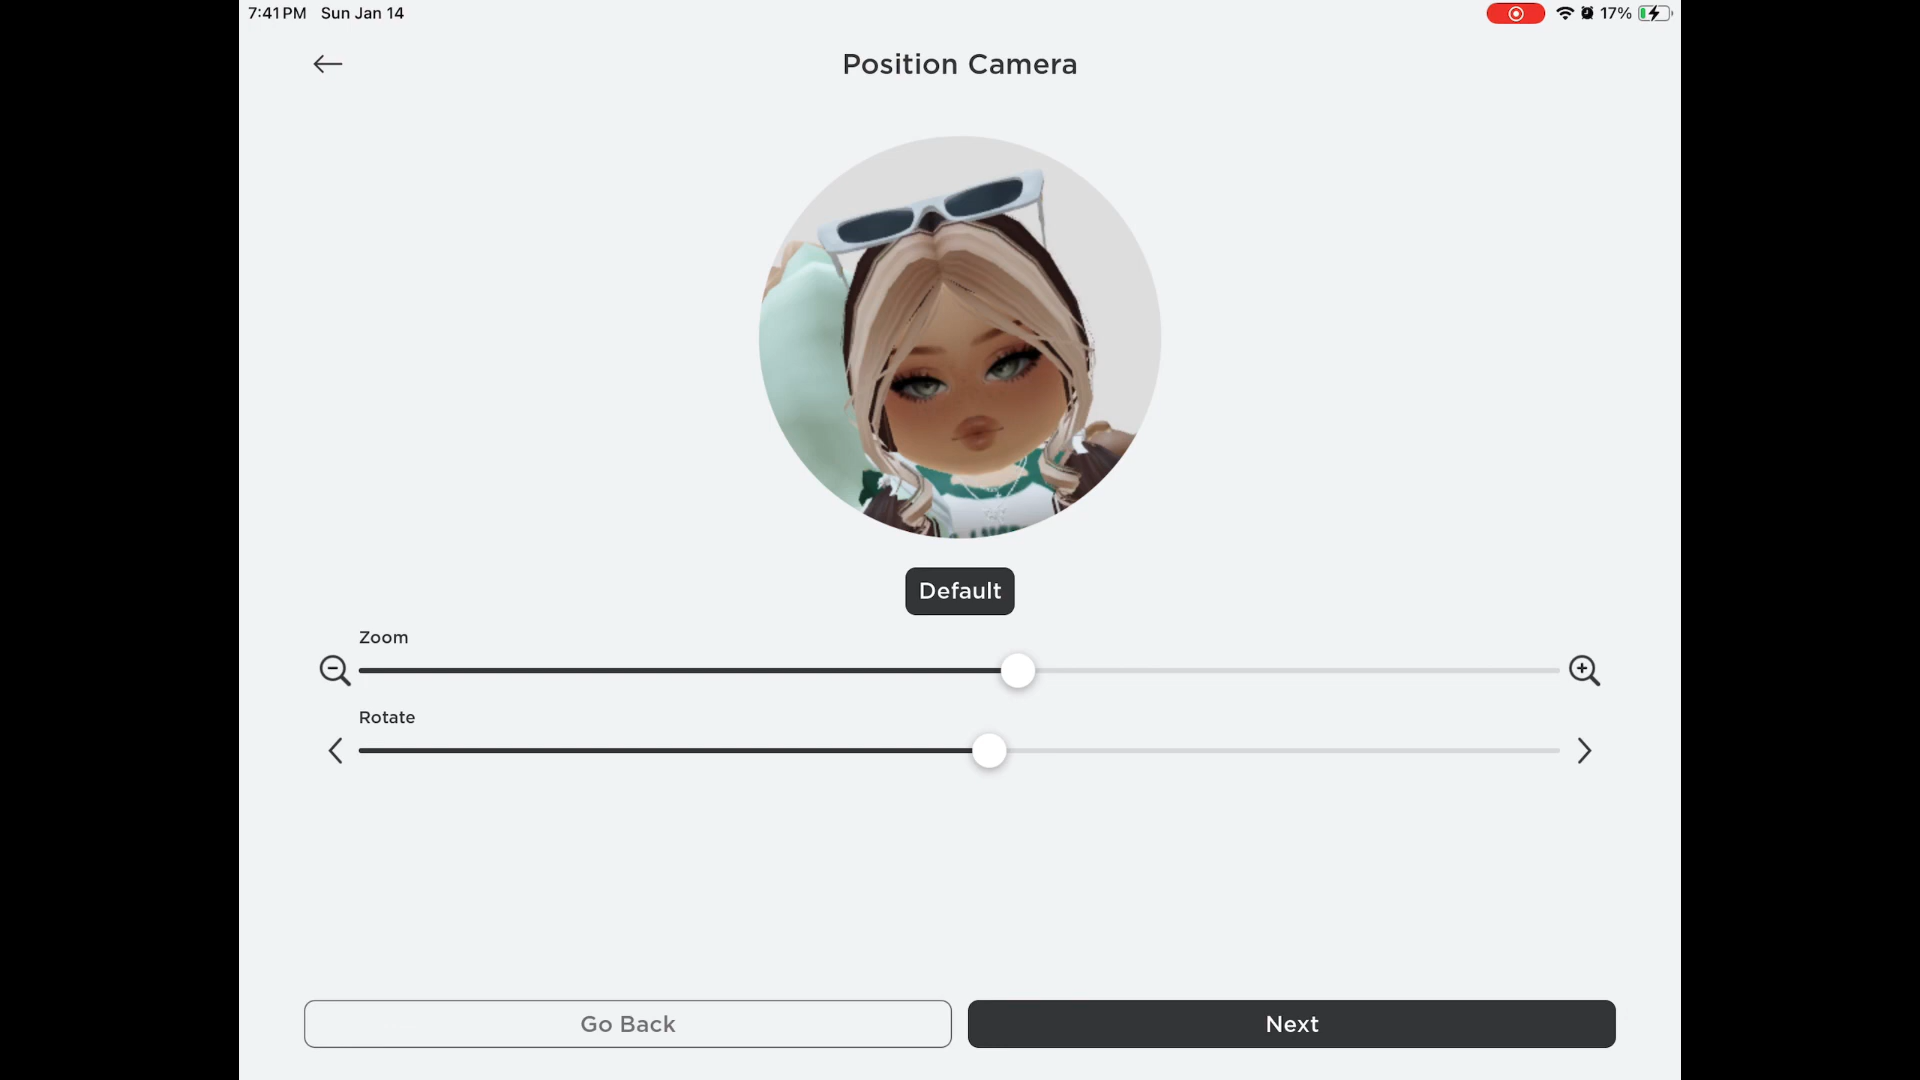 7:41 PM Sun Jan 14
17%
Position Camera
Default
Zoom
Rotate
Go Back
Next